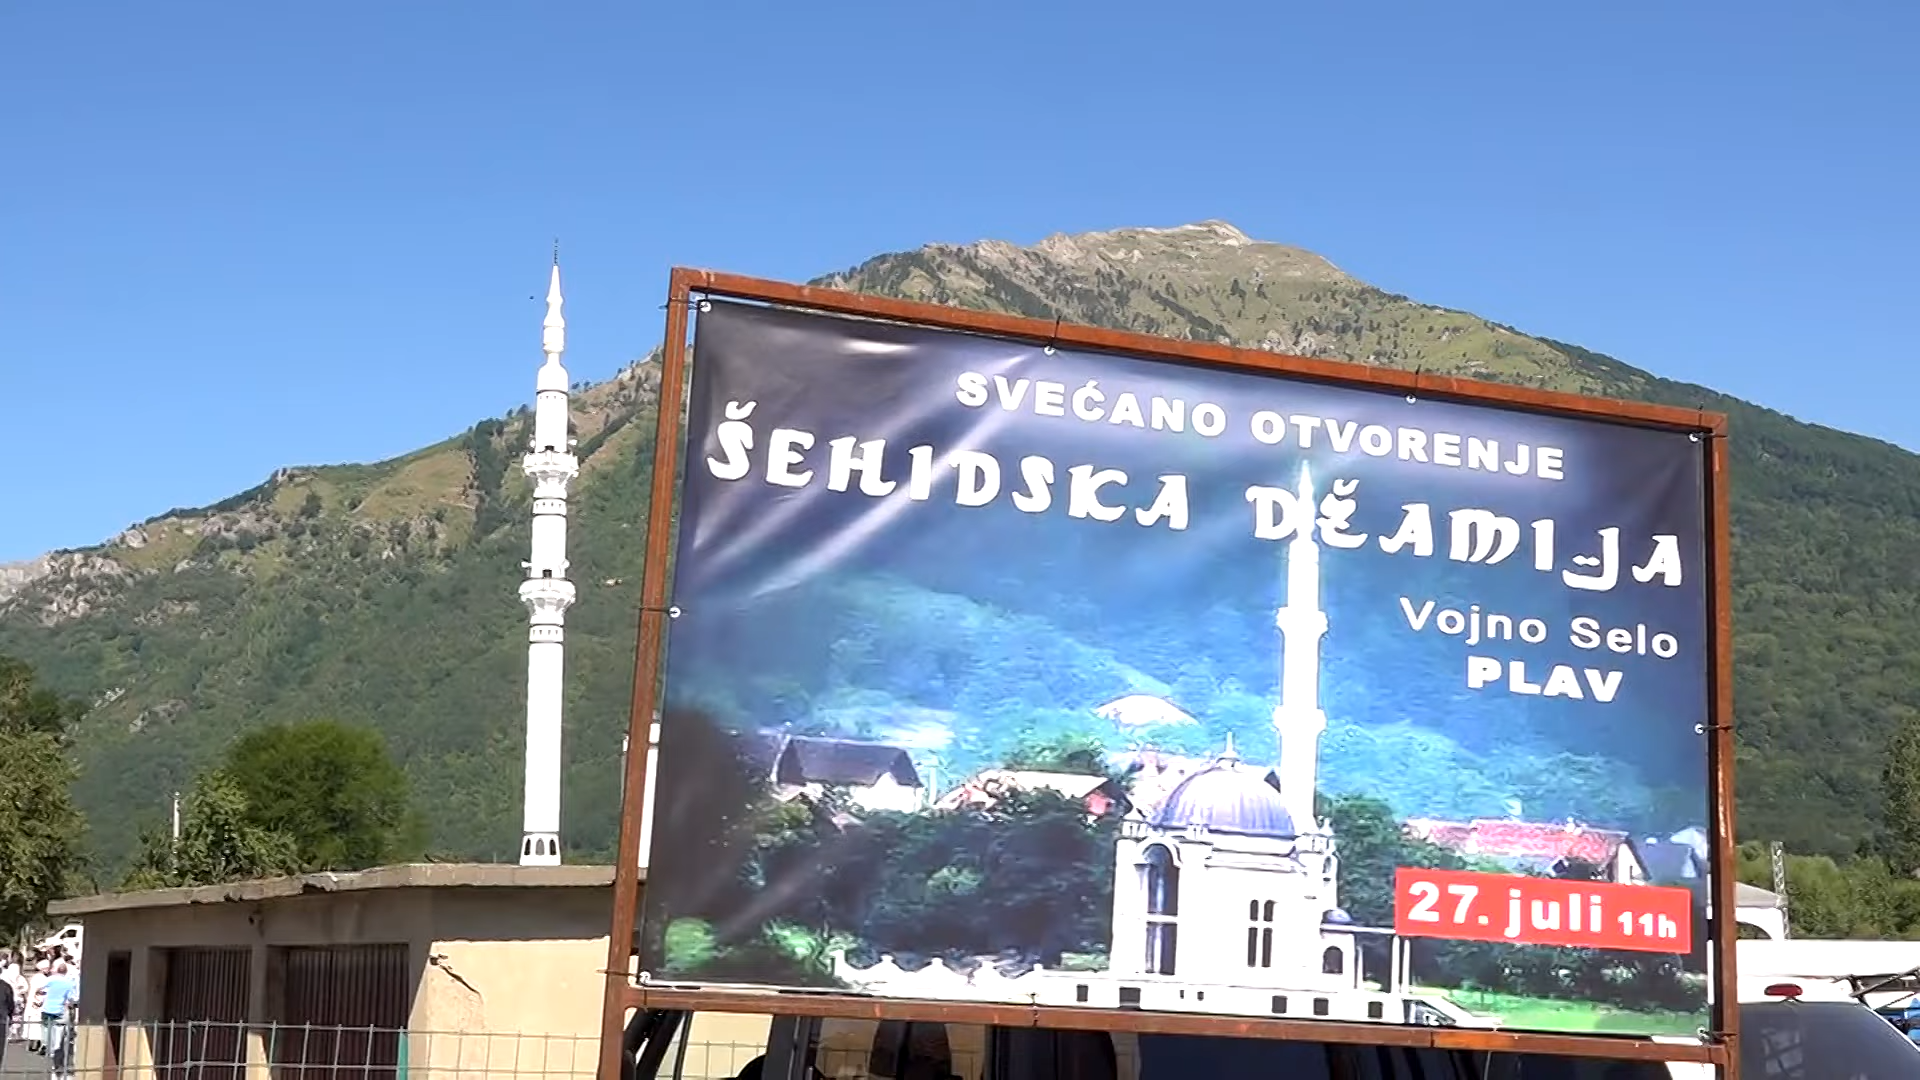 SVEĆANO OTVORENJE
ŠEHIDSKA DŽAMIJA
Vojno Selo
PLAV
27. juli 11h